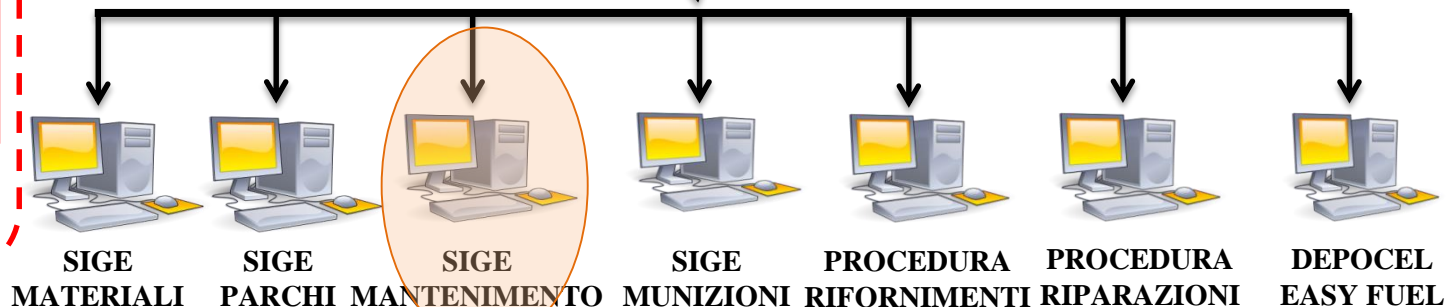 SIGE
MATERIALI
SIGE
PARCHI
SIGE
MANTENIMENTO
SIGE
MUNIZIONI
PROCEDURA
RIFORNIMENTI
PROCEDURA
RIPARAZIONI
DEPOCEL
EASY FUEL